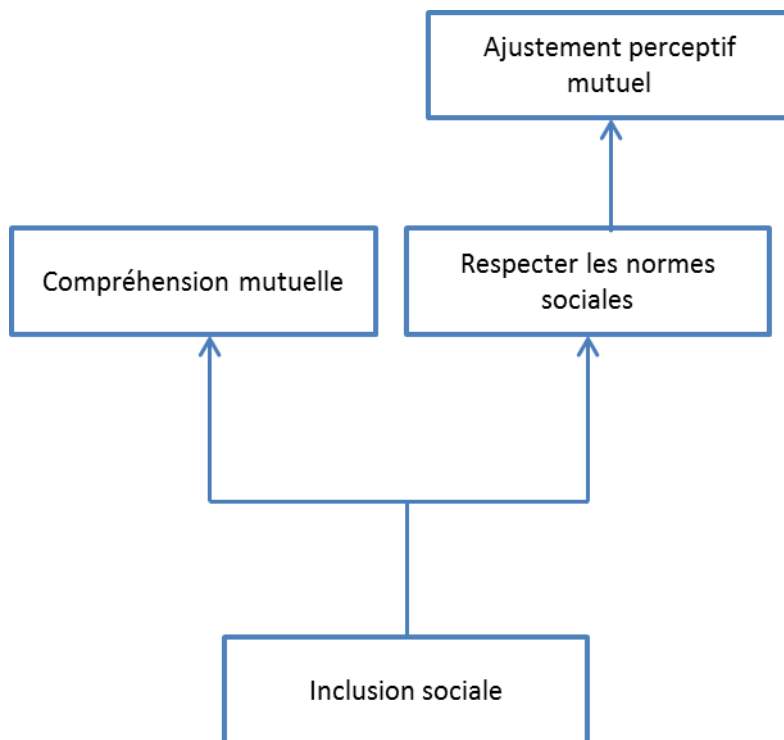 Ajustement perceptif
mutuel
Compréhension mutuelle
Respecter les normes
sociales
Inclusion sociale